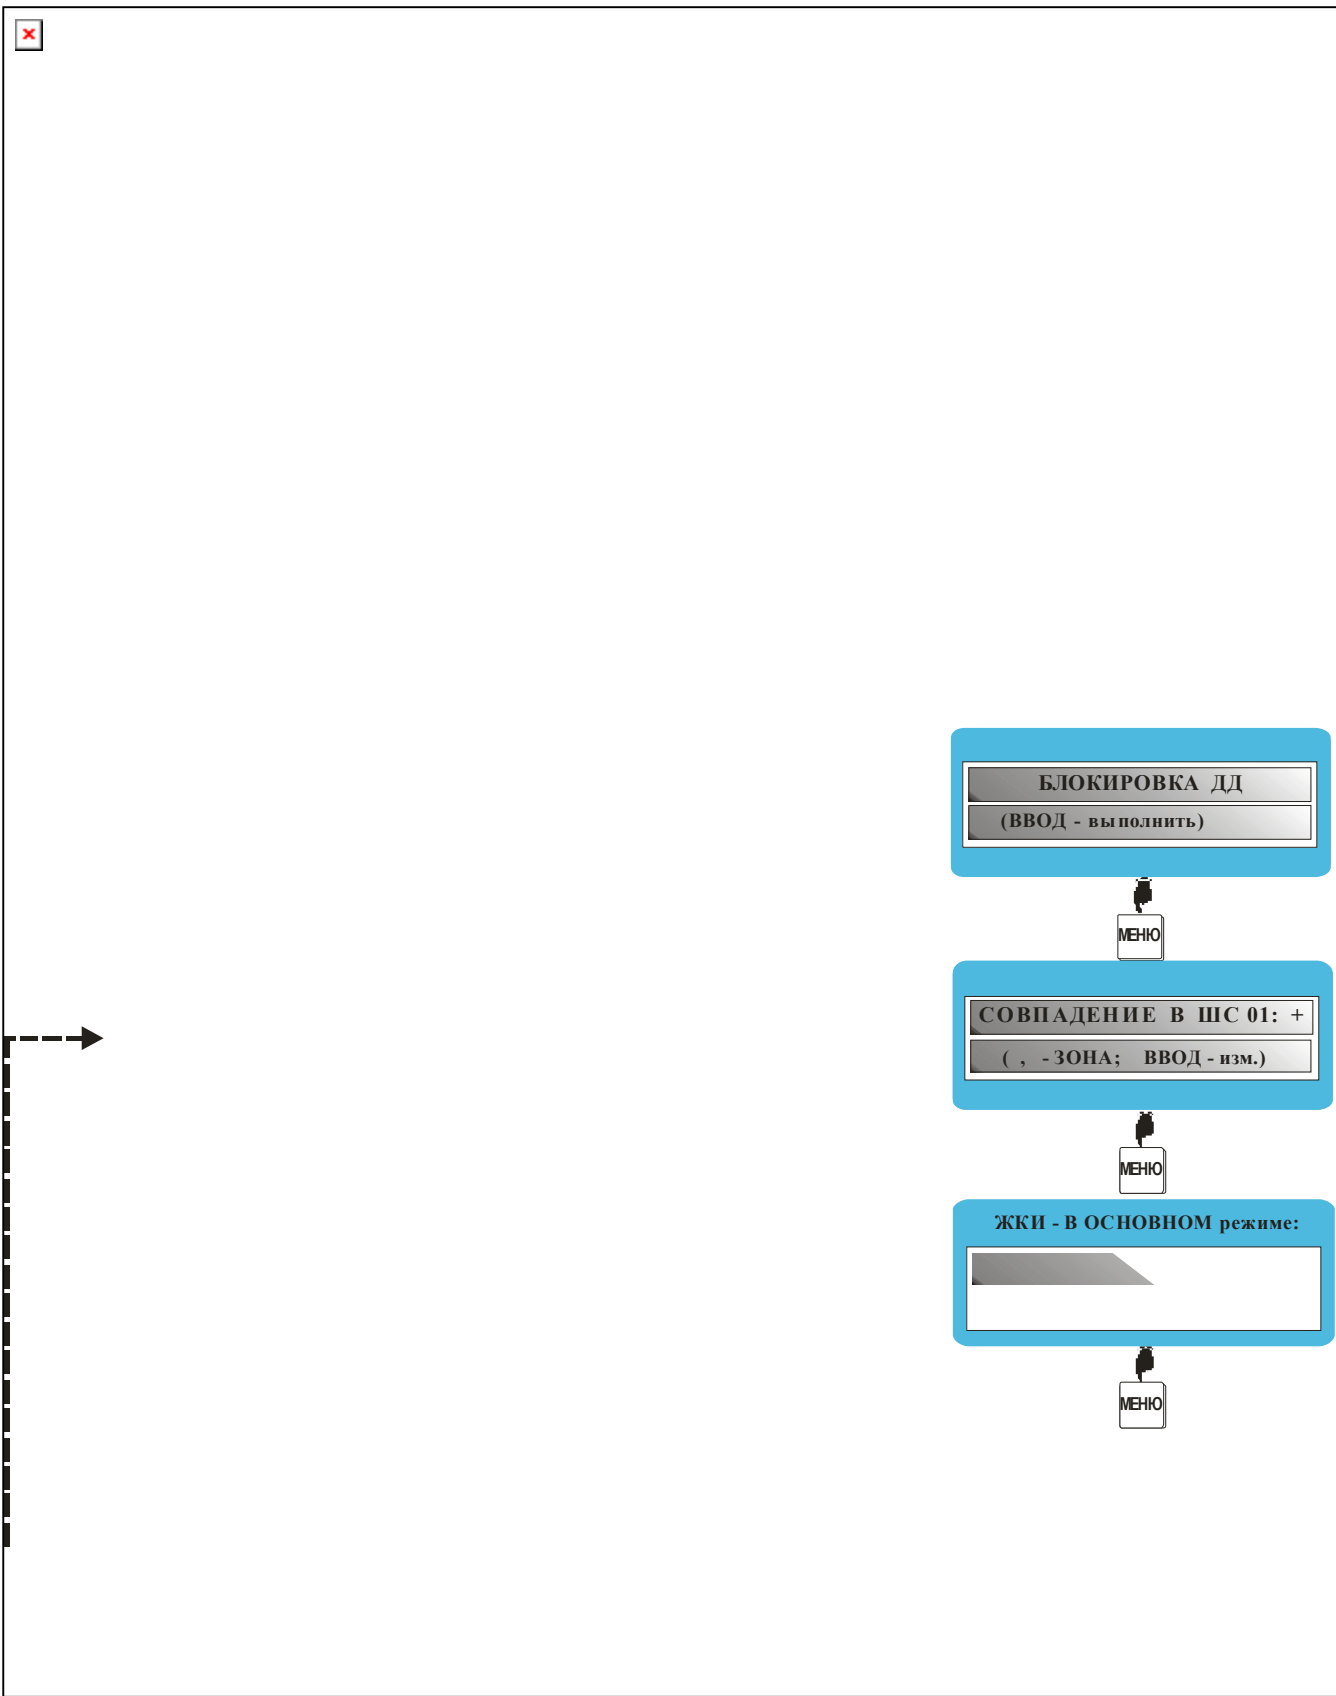 БЛОКИРОВКА ДД
(ВВОД - выполнить)
МЕНЮ
СОВПАДЕНИЕ В ШС 01: +
( , - ЗОНА; ВВОД - изм.)
МЕНЮ
ЖКИ - В ОСНОВНОМ режиме:
МЕНЮ